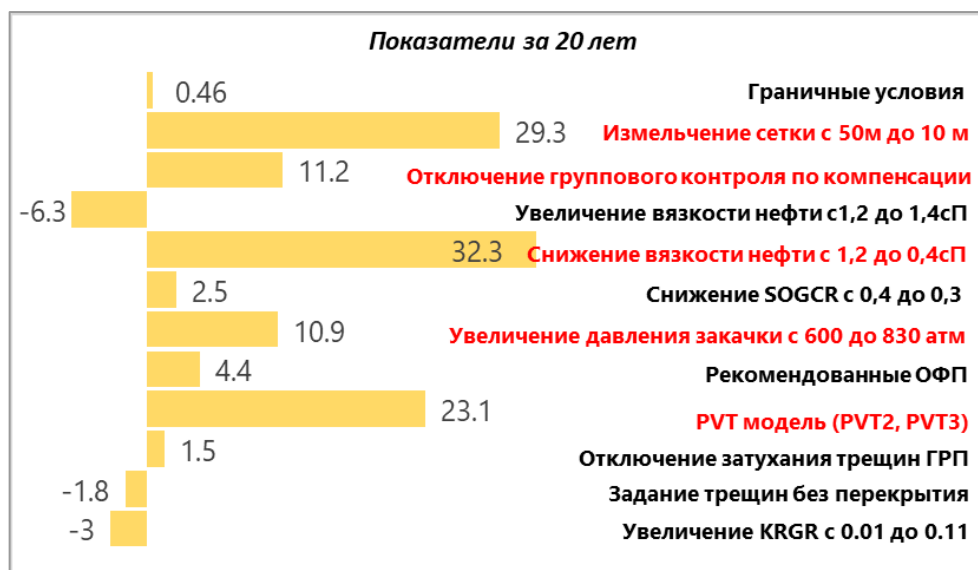 Показатели за 20 лет
0.46 Граничные условия
29.3 Измельчение сетки с 50м до 10 м
11.2 Отключение группового контроля по компенсации
-6.3 Увеличение вязкости нефти с1,2 до 1,4сП
32.3 Снижение вязкости нефти с 1,2 до 0,4сП
2.5 Снижение SOGCR с 0,4 до 0,3
10.9 Увеличение давления закачки с 600 до 830 атм
4.4 Рекомендованные ОФП
23.1 PVT модель (PVT2, PVT3)
1.5 Отключение затухания трещин ГРП
-1.8 Задание трещин без перекрытия
-3 Увеличение KRGR с 0.01 до 0.11